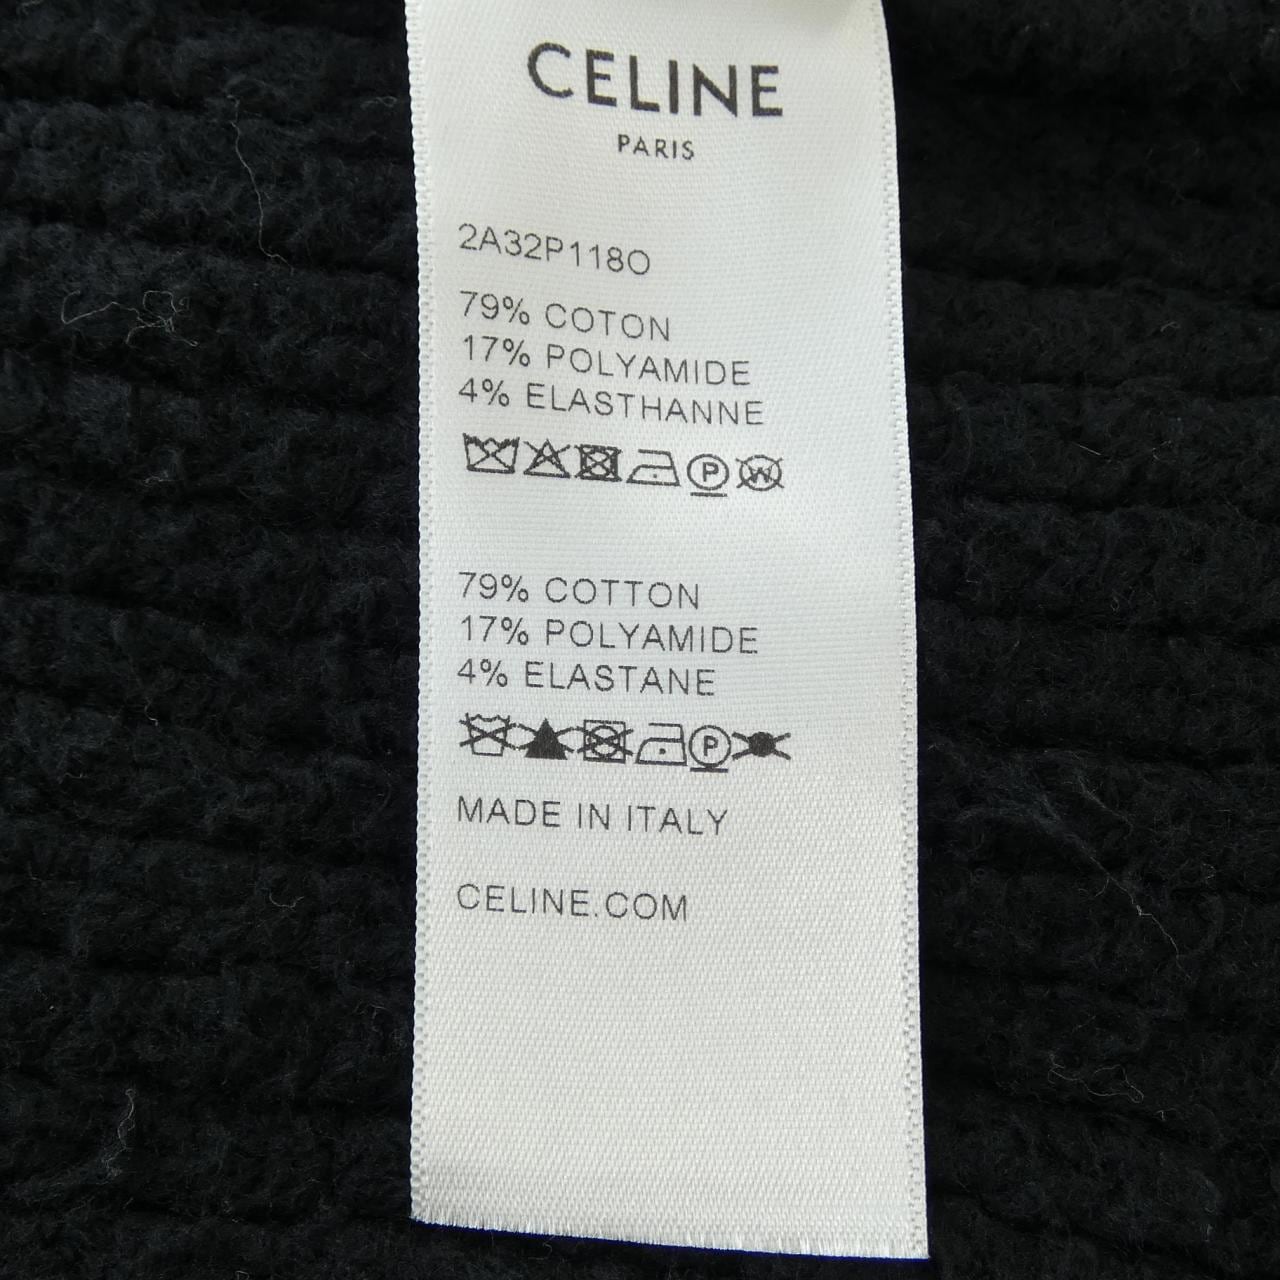 CELINE
PARIS
2A32P118O
79% COTON
17% POLYAMIDE
4% ELASTHANNE
P W
79% COTTON
17% POLYAMIDE
4% ELASTANE
P
MADE IN ITALY
CELINE.COM